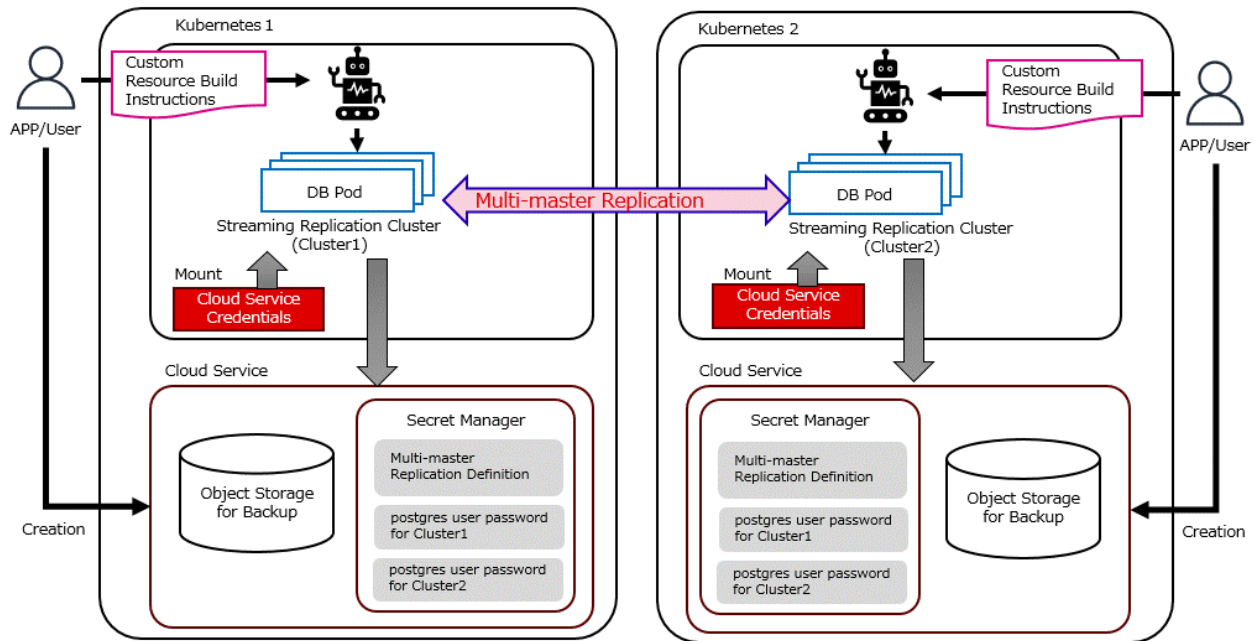 Kubernetes 1
Custom
Resource Build
Instructions
APP/User
DB Pod
Streaming Replication Cluster
(Cluster1)
Mount
Cloud Service
Credentials
Cloud Service
Secret Manager
Multi-master
Replication Definition
postgres user password
for Cluster1
postgres user password
for Cluster2
Object Storage
for Backup
Creation
Multi-master Replication
Kubernetes 2
Custom
Resource Build
Instructions
APP/User
DB Pod
Streaming Replication Cluster
(Cluster2)
Mount
Cloud Service
Credentials
Cloud Service
Secret Manager
Multi-master
Replication Definition
postgres user password
for Cluster1
postgres user password
for Cluster2
Object Storage
for Backup
Creation